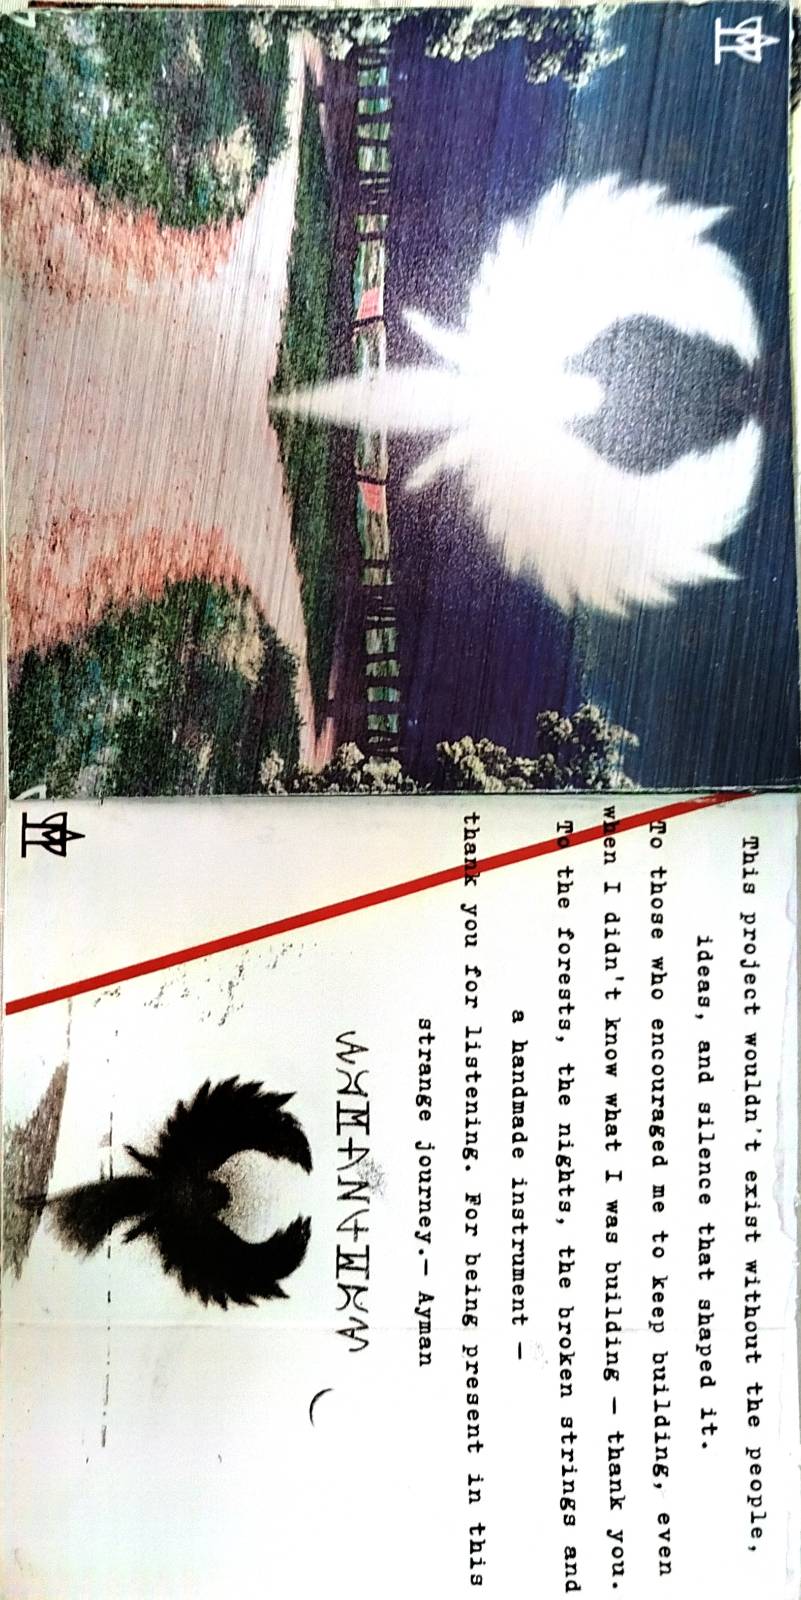 This project wouldn't exist without the people,
ideas, and silence that shaped it.
To those who encouraged me to keep building, even
when I didn't know what I was building — thank you.
To the forests, the nights, the broken strings and
a handmade instrument —
thank you for listening. For being present in this
strange journey.— Ayman